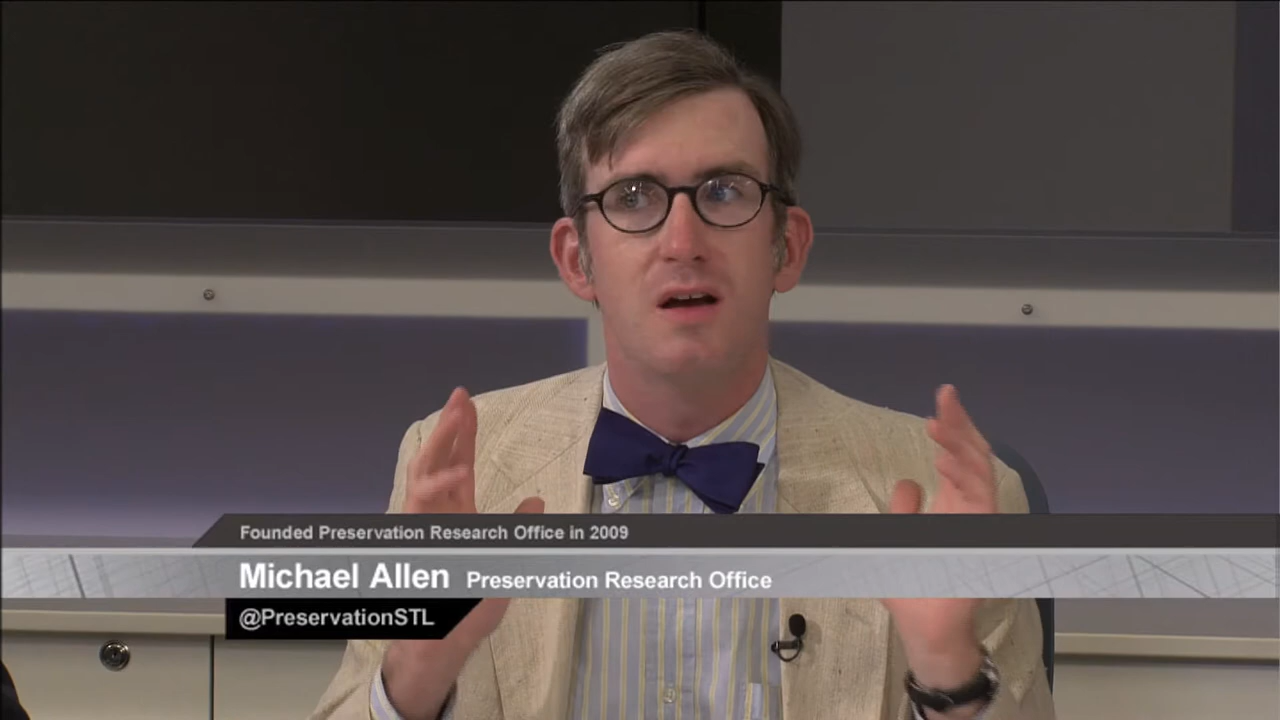 Founded Preservation Research Office in 2009
Michael Allen Preservation Research Office
@PreservationSTL